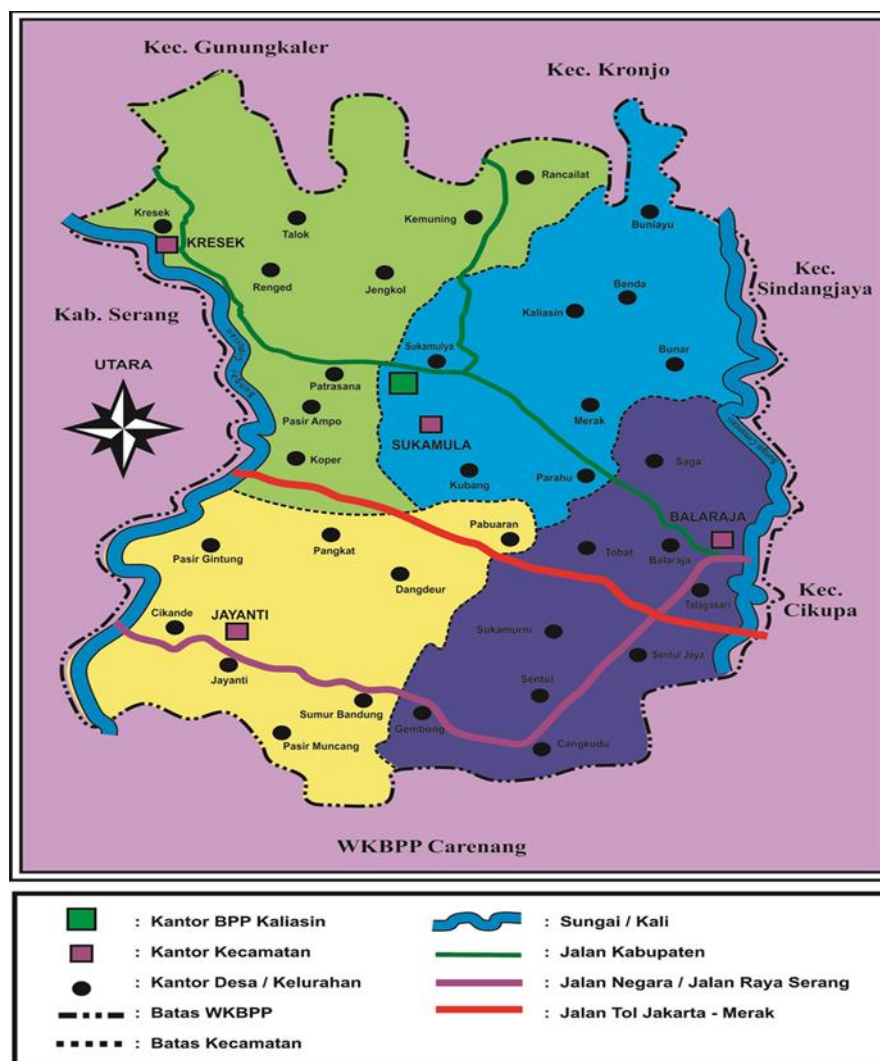 Kec. Gunungkaler
Kec. Kronjo
Rancailat
Kresek
KRESEK
Talok
Kemuning
Buniayu
Renged
Jengkol
Kec.
Sindangjaya
Benda
Kaliasin
Kab. Serang
Sukamulya
Bunar
UTARA
Sungai
Patrasana
Pasir Ampo
SUKAMULA
Merak
Koper
Kubang
Parahu
Saga
Sungai
BALARAJA
Pabuaran
Pangkat
Pasir Gintung
Tobat
Balaraja
Dangdeur
Talagasari
Kec.
Cikupa
Cikande
JAYANTI
Sukamurni
Sentul Jaya
Jayanti
Sentul
Sumur Bandung
Gembong
Pasir Muncang
Cangkudu
WKBPP Carenang
: Kantor BPP Kaliasin
: Kantor Kecamatan
: Kantor Desa / Kelurahan
: Batas WKBPP
: Batas Kecamatan
: Sungai / Kali
: Jalan Kabupaten
: Jalan Negara / Jalan Raya Serang
: Jalan Tol Jakarta - Merak